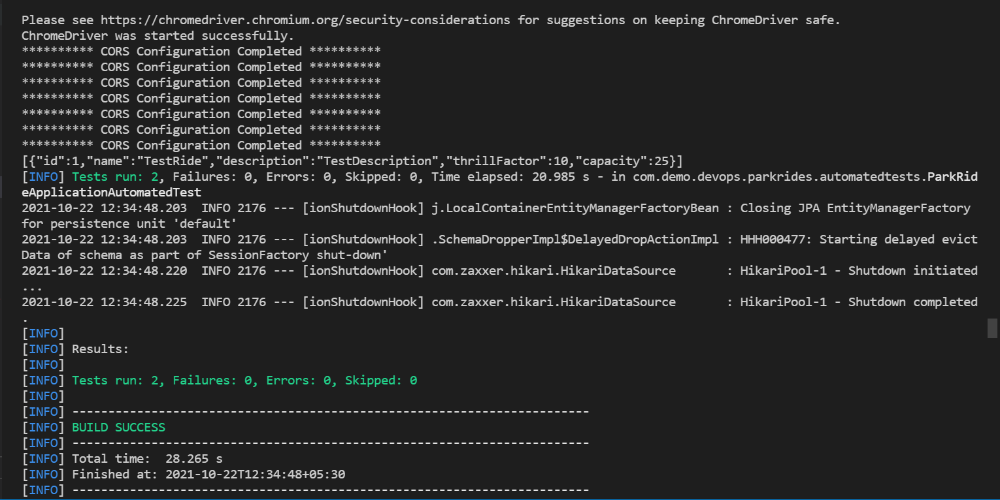 Please see https://chromedriver.chromium.org/security-considerations for suggestions on keeping ChromeDriver safe.
ChromeDriver was started successfully.
********** CORS Configuration Completed **********
********** CORS Configuration Completed **********
********** CORS Configuration Completed **********
********** CORS Configuration Completed **********
********** CORS Configuration Completed **********
********** CORS Configuration Completed **********
********** CORS Configuration Completed **********
[{"id":1,"name":"TestRide","description":"TestDescription","thrillFactor":10,"capacity":25}]
[INFO] Tests run: 2, Failures: 0, Errors: 0, Skipped: 0, Time elapsed: 20.985 s - in com.demo.devops.parkrides.automatedtests.ParkRid
eApplicationAutomatedTest
2021-10-22 12:34:48.203  INFO 2176 --- [ionShutdownHook] j.LocalContainerEntityManagerFactoryBean : Closing JPA EntityManagerFactory
for persistence unit 'default'
2021-10-22 12:34:48.203  INFO 2176 --- [ionShutdownHook] .SchemaDropperImpl$DelayedDropActionImpl : HHH000477: Starting delayed evict
Data of schema as part of SessionFactory shut-down'
2021-10-22 12:34:48.220  INFO 2176 --- [ionShutdownHook] com.zaxxer.hikari.HikariDataSource       : HikariPool-1 - Shutdown initiated
...
2021-10-22 12:34:48.225  INFO 2176 --- [ionShutdownHook] com.zaxxer.hikari.HikariDataSource       : HikariPool-1 - Shutdown completed
.
[INFO]
[INFO] Results:
[INFO]
[INFO] Tests run: 2, Failures: 0, Errors: 0, Skipped: 0
[INFO]
[INFO] ------------------------------------------------------------------------
[INFO] BUILD SUCCESS
[INFO] ------------------------------------------------------------------------
[INFO] Total time:  28.265 s
[INFO] Finished at: 2021-10-22T12:34:48+05:30
[INFO] ------------------------------------------------------------------------